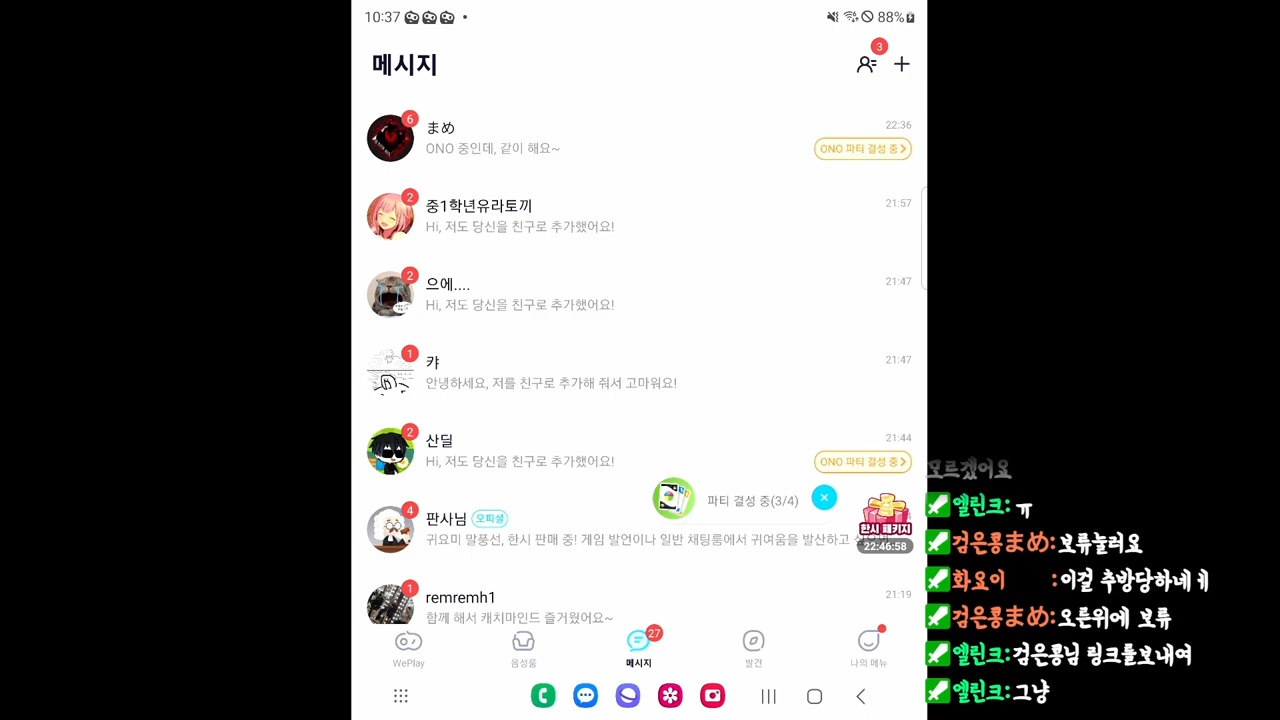 10:37
88%
메시지
3
6
まめ
22:36
ONO 중인데, 같이 해요~
ONO 파티 결성 중
2
중1학년유라토끼
21:57
Hi, 저도 당신을 친구로 추가했어요!
2
으에....
21:47
Hi, 저도 당신을 친구로 추가했어요!
1
캬
21:47
안녕하세요, 저를 친구로 추가해 줘서 고마워요!
2
산딜
21:44
Hi, 저도 당신을 친구로 추가했어요!
ONO 파티 결성 중
파티 결성 중(3/4)
4
판사님 오피셜
귀요미 말풍선, 한시 판매 중! 게임 발언이나 일반 채팅룸에서 귀여움을 발산하고
한시 패키지
22:46:58
1
remremh1
21:19
함께 해서 캐치마인드 즐거웠어요~
27
WePlay
음성룸
메시지
발견
나의 메뉴
모르겠어요
엘린크: ㅠ
검은콩まめ: 보류눌러요
화요이 : 이걸 추방당하네ㅔ
검은콩まめ: 오른위에 보류
엘린크: 검은콩님 링크를보내여
엘린크: 그냥